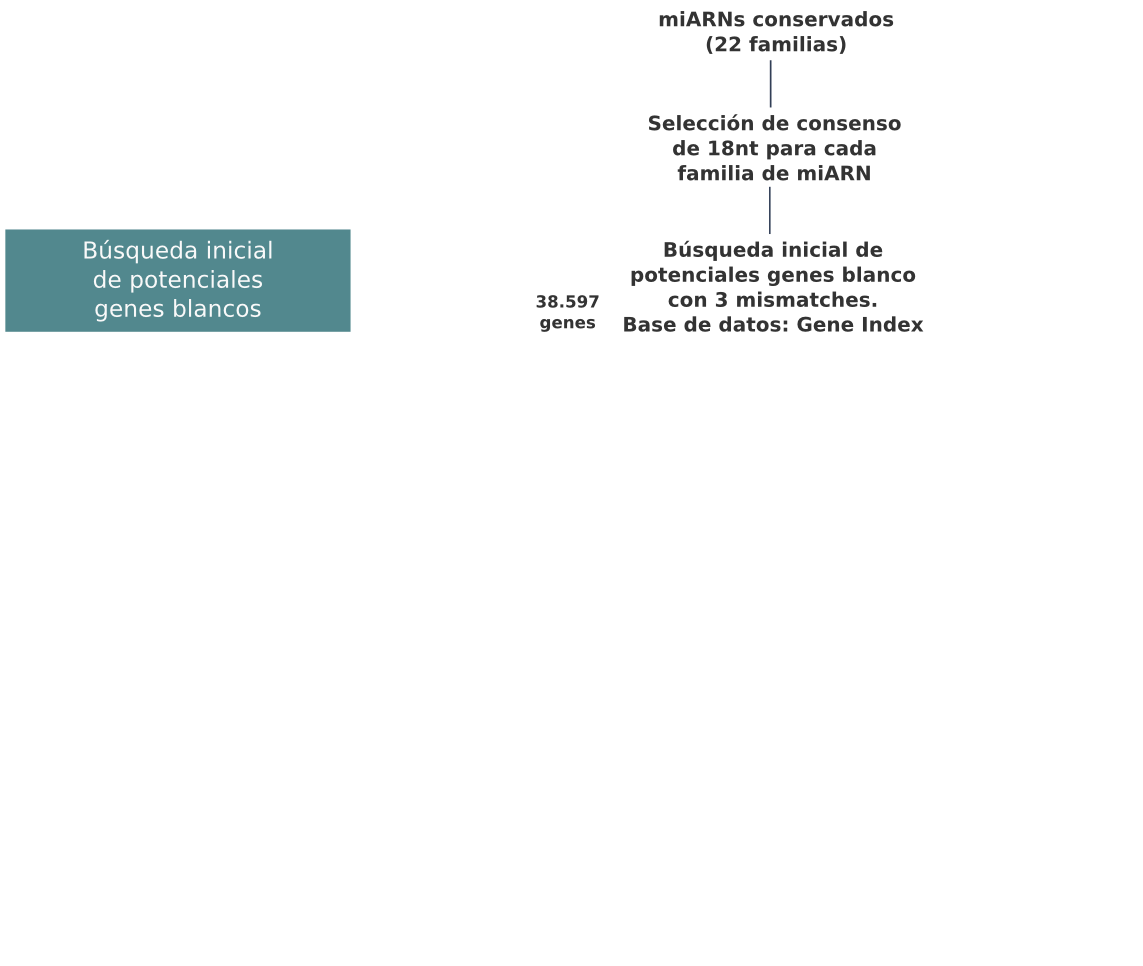 miARNs conservados
(22 familias)
Selección de consenso
de 18nt para cada
familia de miARN
Búsqueda inicial
de potenciales
genes blancos
38.597
genes
Búsqueda inicial de
potenciales genes blanco
con 3 mismatches.
Base de datos: Gene Index